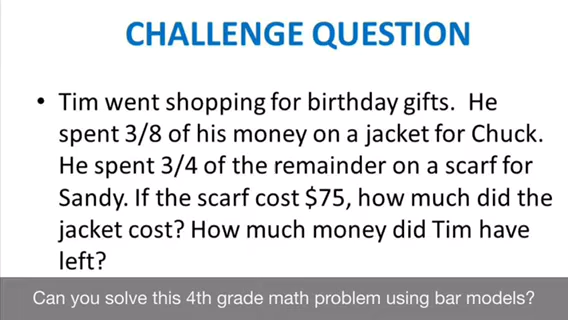 CHALLENGE QUESTION
• Tim went shopping for birthday gifts. He
spent 3/8 of his money on a jacket for Chuck.
He spent 3/4 of the remainder on a scarf for
Sandy. If the scarf cost $75, how much did the
jacket cost? How much money did Tim have
left?
Can you solve this 4th grade math problem using bar models?